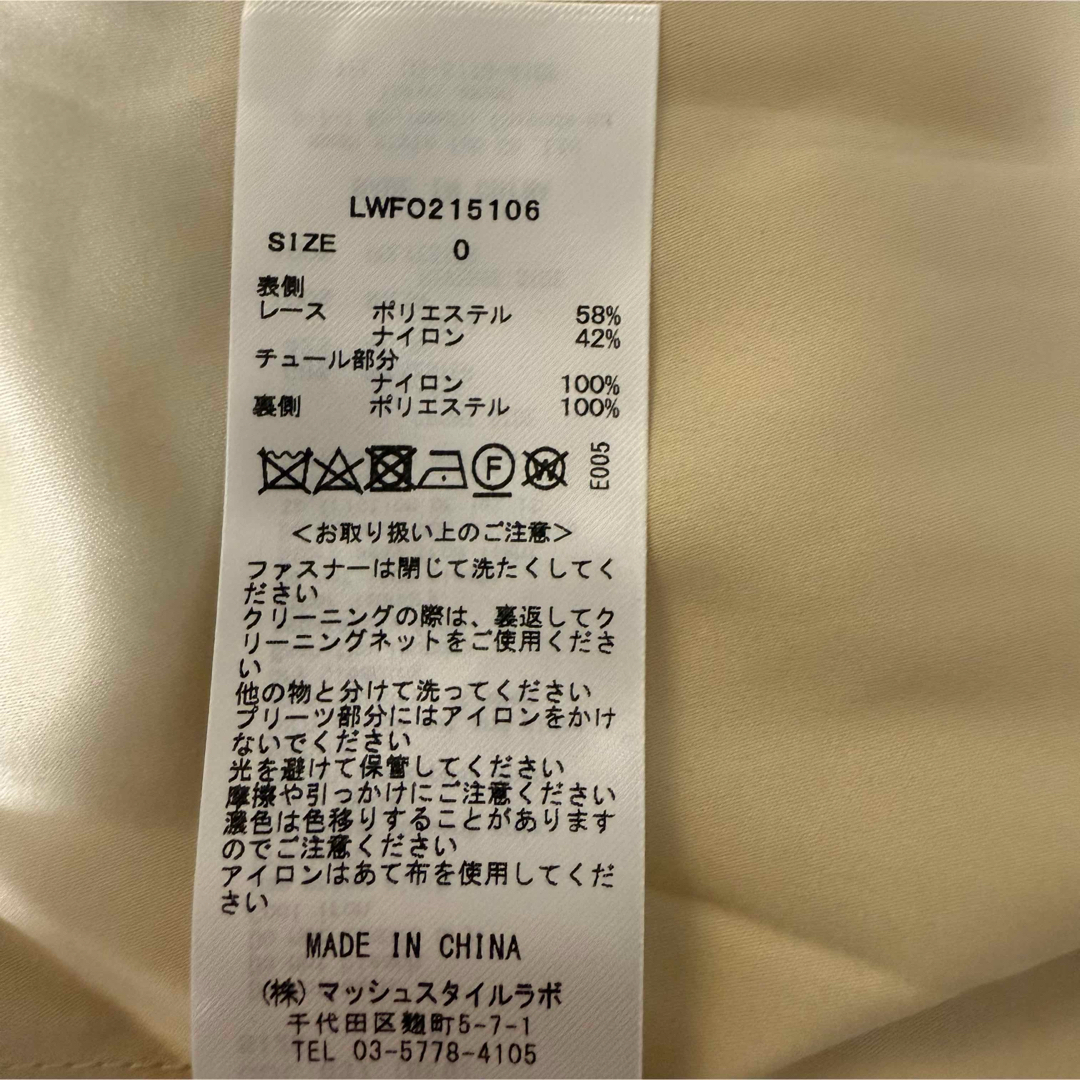 LWFO215106
SIZE 0
表側
レース ポリエステル 58%
ナイロン 42%
チュール部分
ナイロン 100%
裏側 ポリエステル 100%
F W E005
<お取り扱い上のご注意>
ファスナーは閉じて洗たくしてく
ださい
クリーニングの際は、裏返してク
リーニングネットをご使用くださ
い
他の物と分けて洗ってください
プリーツ部分にはアイロンをかけ
ないでください
光を避けて保管してください
摩擦や引っかけにご注意ください
濃色は色移りすることがあります
のでご注意ください
アイロンはあて布を使用してくだ
さい
MADE IN CHINA
(株)マッシュスタイルラボ
千代田区麹町5-7-1
TEL 03-5778-4105